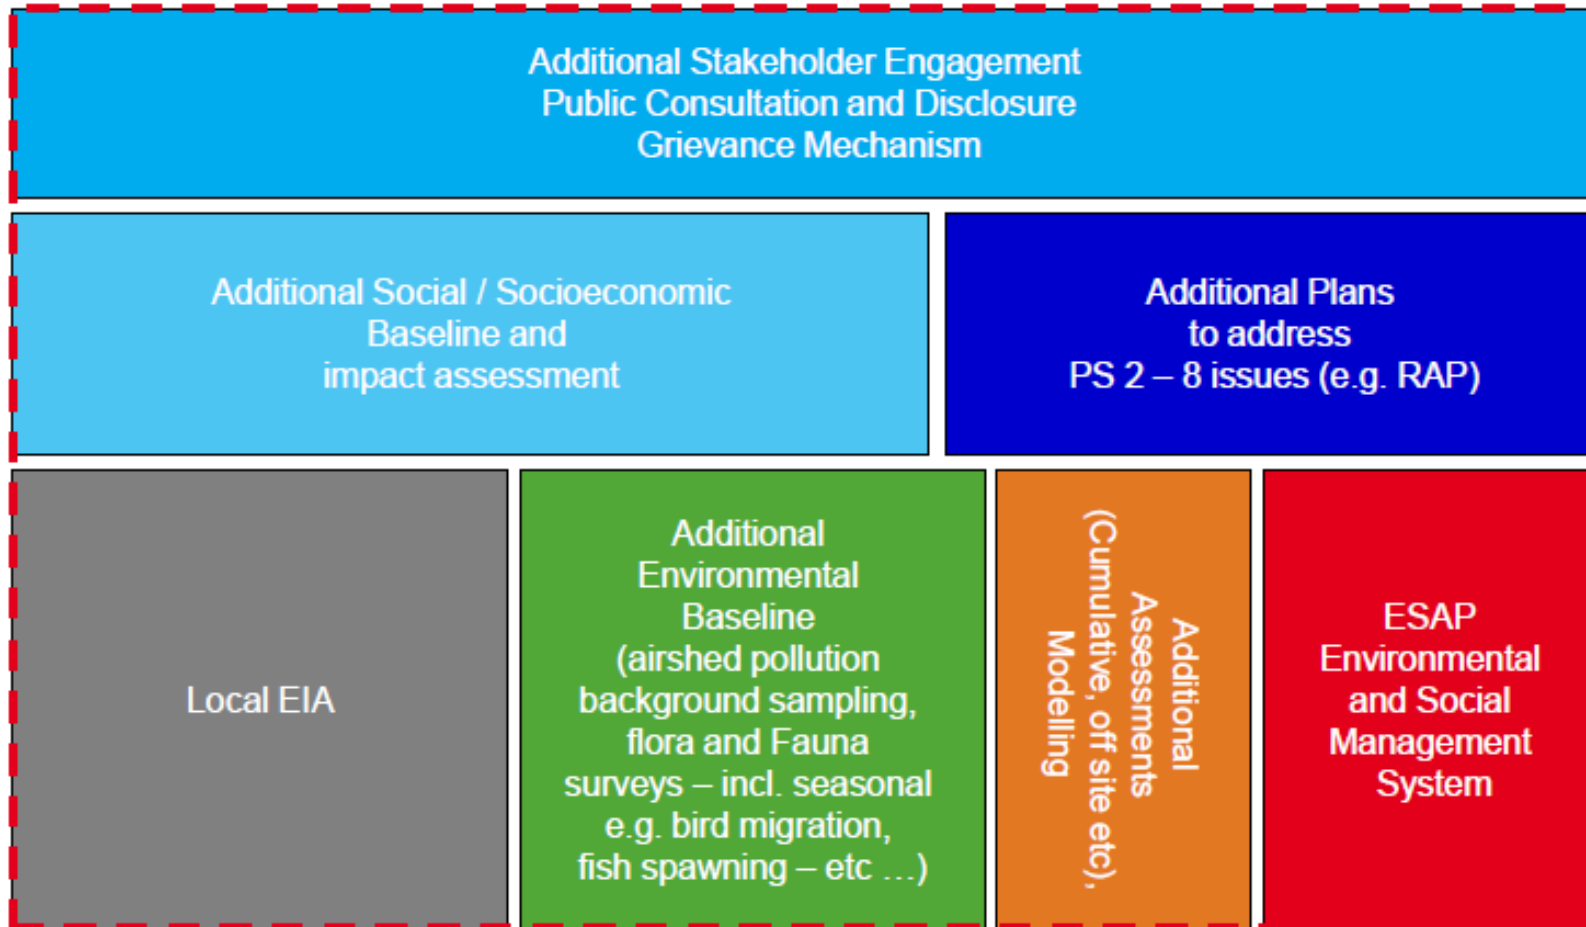 Additional Stakeholder Engagement
Public Consultation and Disclosure
Grievance Mechanism
Additional Social / Socioeconomic
Baseline and
impact assessment
Additional Plans
to address
PS 2 – 8 issues (e.g. RAP)
Local EIA
Additional
Environmental
Baseline
(airshed pollution
background sampling,
flora and Fauna
surveys – incl. seasonal
e.g. bird migration,
fish spawning – etc …)
Additional
Assessments
(Cumulative, off site etc),
Modelling
ESAP
Environmental
and Social
Management
System